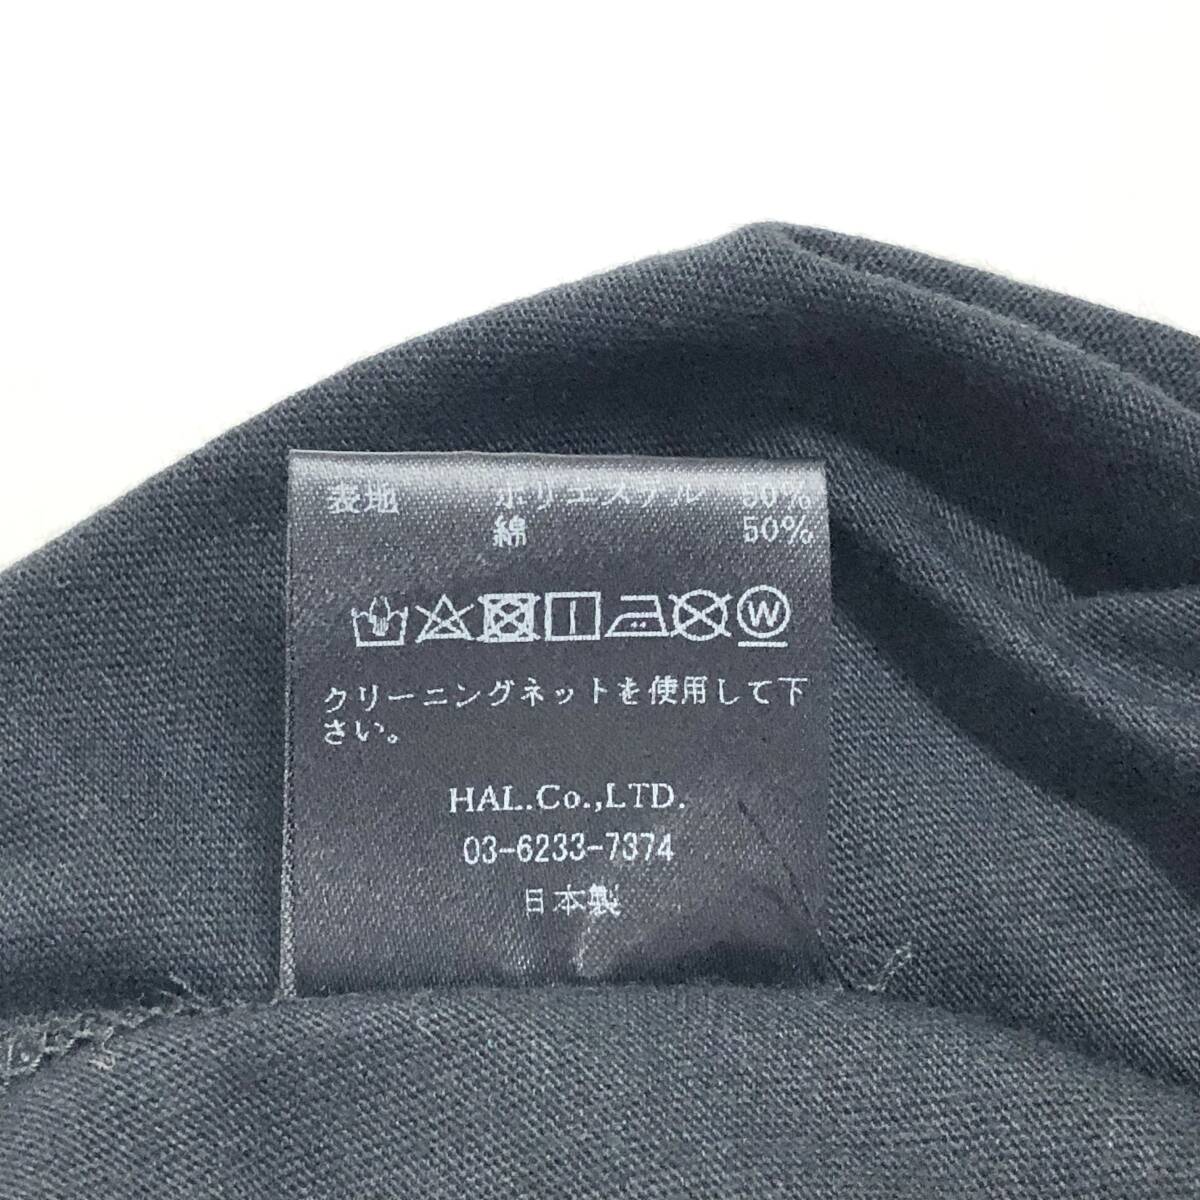 表地 ポリエステル 50%
綿 50%
W
クリーニングネットを使用して下
さい。
HAL.Co.,LTD.
03-6233-7374
日本製